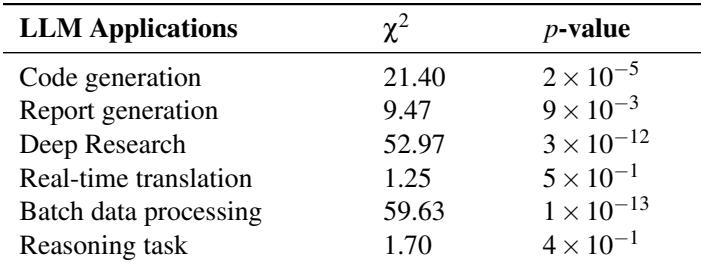 LLM Applications χ² p-value
Code generation 21.40 2 × 10⁻⁵
Report generation 9.47 9 × 10⁻³
Deep Research 52.97 3 × 10⁻¹²
Real-time translation 1.25 5 × 10⁻¹
Batch data processing 59.63 1 × 10⁻¹³
Reasoning task 1.70 4 × 10⁻¹